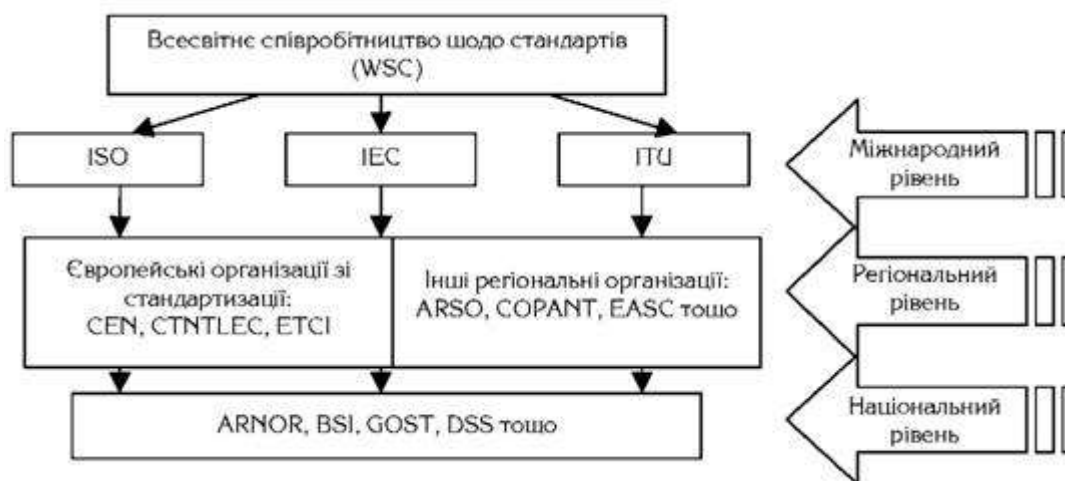 Всесвітнє співробітництво щодо стандартів
(WSC)
ISO
IEC
ITU
Міжнародний
рівень
Європейські організації зі
стандартизації:
CEN, CTNTLEC, ETCI
Інші регіональні організації:
ARSO, COPANT, EASC тощо
Регіональний
рівень
ARNOR, BSI, GOST, DSS тощо
Національний
рівень